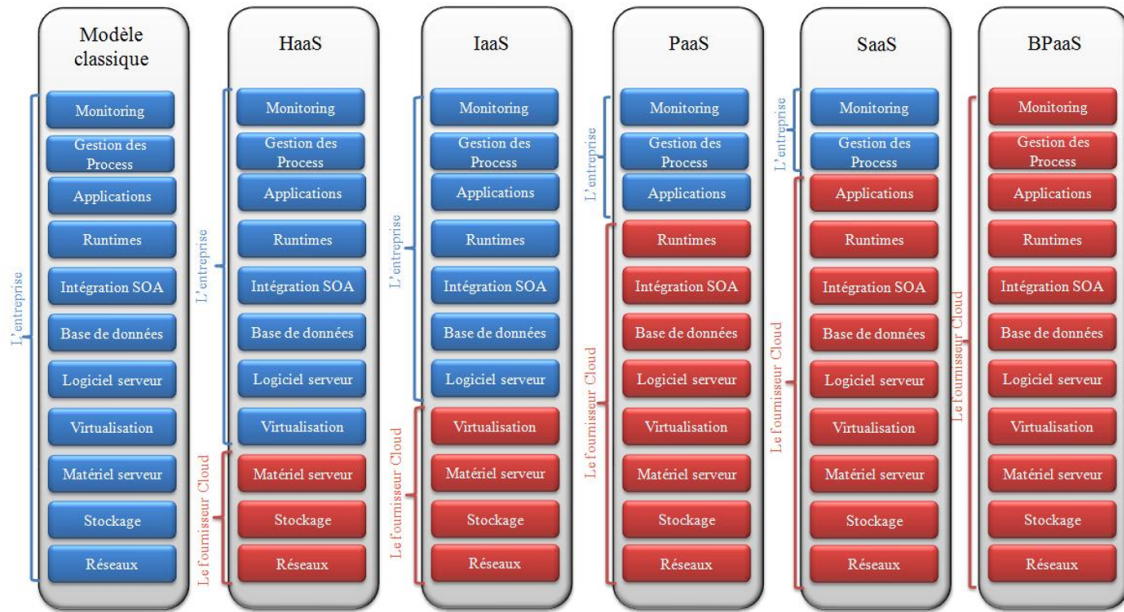 Modèle
classique
L'entreprise
Monitoring
Gestion des
Process
Applications
Runtimes
Intégration SOA
Base de données
Logiciel serveur
Virtualisation
Matériel serveur
Stockage
Réseaux
HaaS
L'entreprise
Le fournisseur Cloud
Monitoring
Gestion des
Process
Applications
Runtimes
Intégration SOA
Base de données
Logiciel serveur
Virtualisation
Matériel serveur
Stockage
Réseaux
IaaS
L'entreprise
Le fournisseur Cloud
Monitoring
Gestion des
Process
Applications
Runtimes
Intégration SOA
Base de données
Logiciel serveur
Virtualisation
Matériel serveur
Stockage
Réseaux
PaaS
L'entreprise
Le fournisseur Cloud
Monitoring
Gestion des
Process
Applications
Runtimes
Intégration SOA
Base de données
Logiciel serveur
Virtualisation
Matériel serveur
Stockage
Réseaux
SaaS
L'entreprise
Le fournisseur Cloud
Monitoring
Gestion des
Process
Applications
Runtimes
Intégration SOA
Base de données
Logiciel serveur
Virtualisation
Matériel serveur
Stockage
Réseaux
BPaaS
Le fournisseur Cloud
Monitoring
Gestion des
Process
Applications
Runtimes
Intégration SOA
Base de données
Logiciel serveur
Virtualisation
Matériel serveur
Stockage
Réseaux